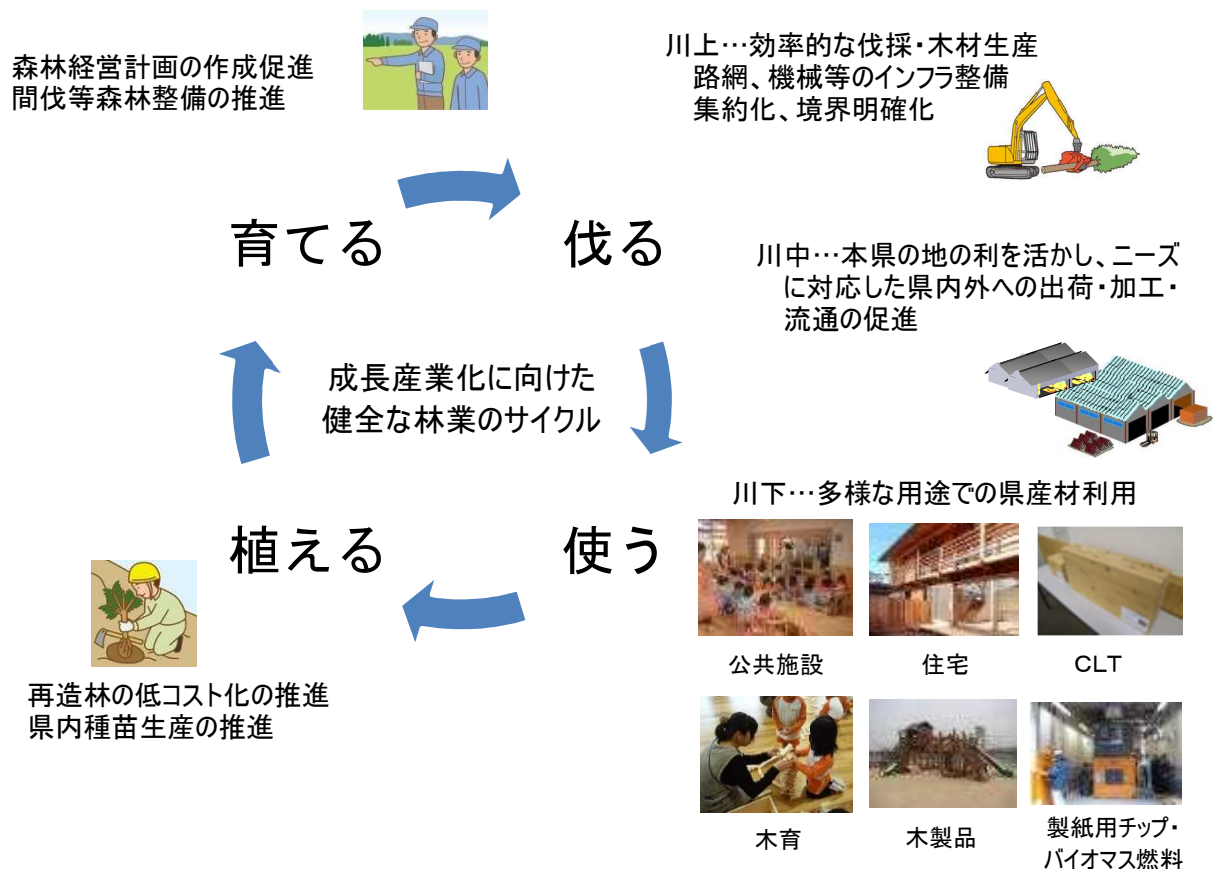 森林経営計画の作成促進
間伐等森林整備の推進
川上…効率的な伐採・木材生産
路網、機械等のインフラ整備
集約化、境界明確化
育てる
伐る
川中…本県の地の利を活かし、ニーズ
に対応した県内外への出荷・加工・
流通の促進
成長産業化に向けた
健全な林業のサイクル
川下…多様な用途での県産材利用
植える
使う
公共施設
住宅
CLT
再造林の低コスト化の推進
県内種苗生産の推進
木育
木製品
製紙用チップ・
バイオマス燃料